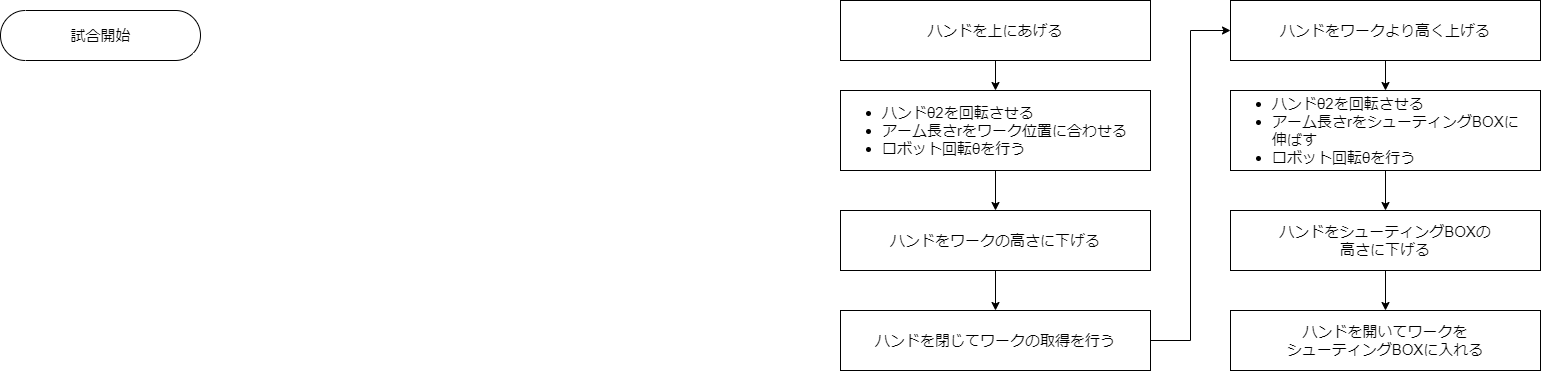 試合開始
ハンドを上にあげる
• ハンドθ2を回転させる
• アーム長さrをワーク位置に合わせる
• ロボット回転θを行う
ハンドをワークの高さに下げる
ハンドを閉じてワークの取得を行う
ハンドをワークより高く上げる
• ハンドθ2を回転させる
• アーム長さrをシューティングBOXに
伸ばす
• ロボット回転θを行う
ハンドをシューティングBOXの
高さに下げる
ハンドを開いてワークを
シューティングBOXに入れる